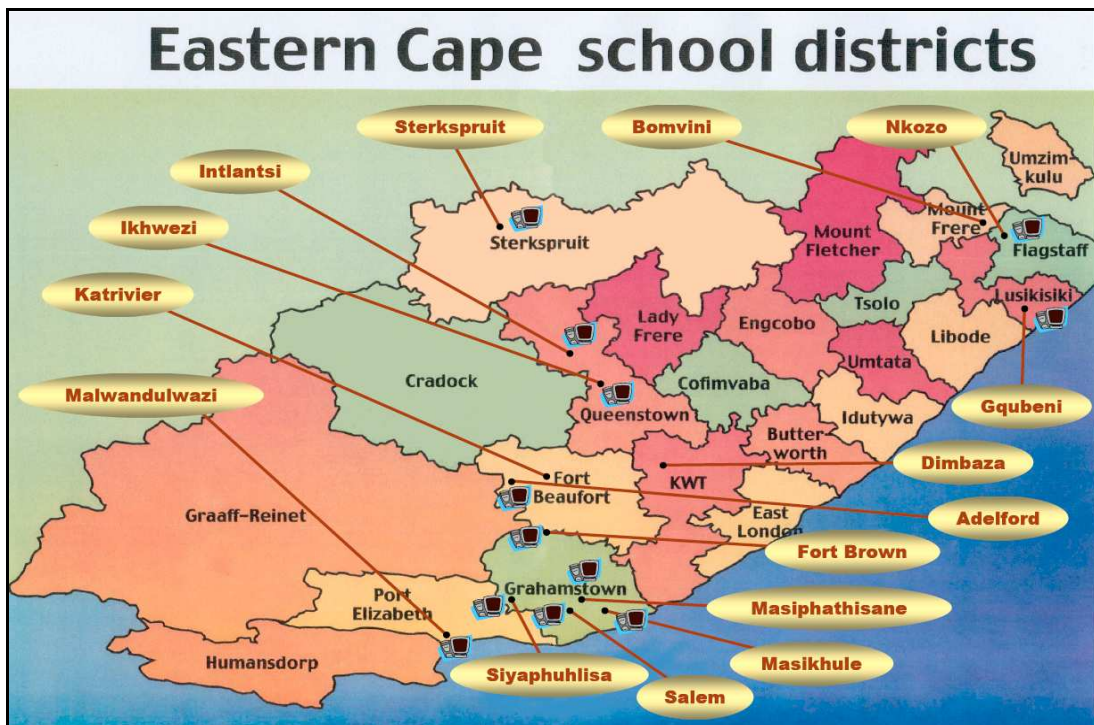 Eastern Cape school districts
Sterkspruit
Bomvini
Nkozo
Intlantsi
Umzim
kulu
Ikhwezi
Sterkspruit
Mount
Frere
Mount
Fletcher
Flagstaff
Katrivier
Lady
Frere
Engcobo
Tsolo
Lusikisiki
Libode
Umtata
Cradock
Cofimvaba
Malwandulwazi
Queenstown
Idutywa
Gqubeni
Butter-
worth
Dimbaza
Fort
Beaufort
KWT
Graaff-Reinet
East
London
Adelford
Fort Brown
Port
Elizabeth
Grahamstown
Masiphathisane
Humansdorp
Siyaphuhlisa
Masikhule
Salem